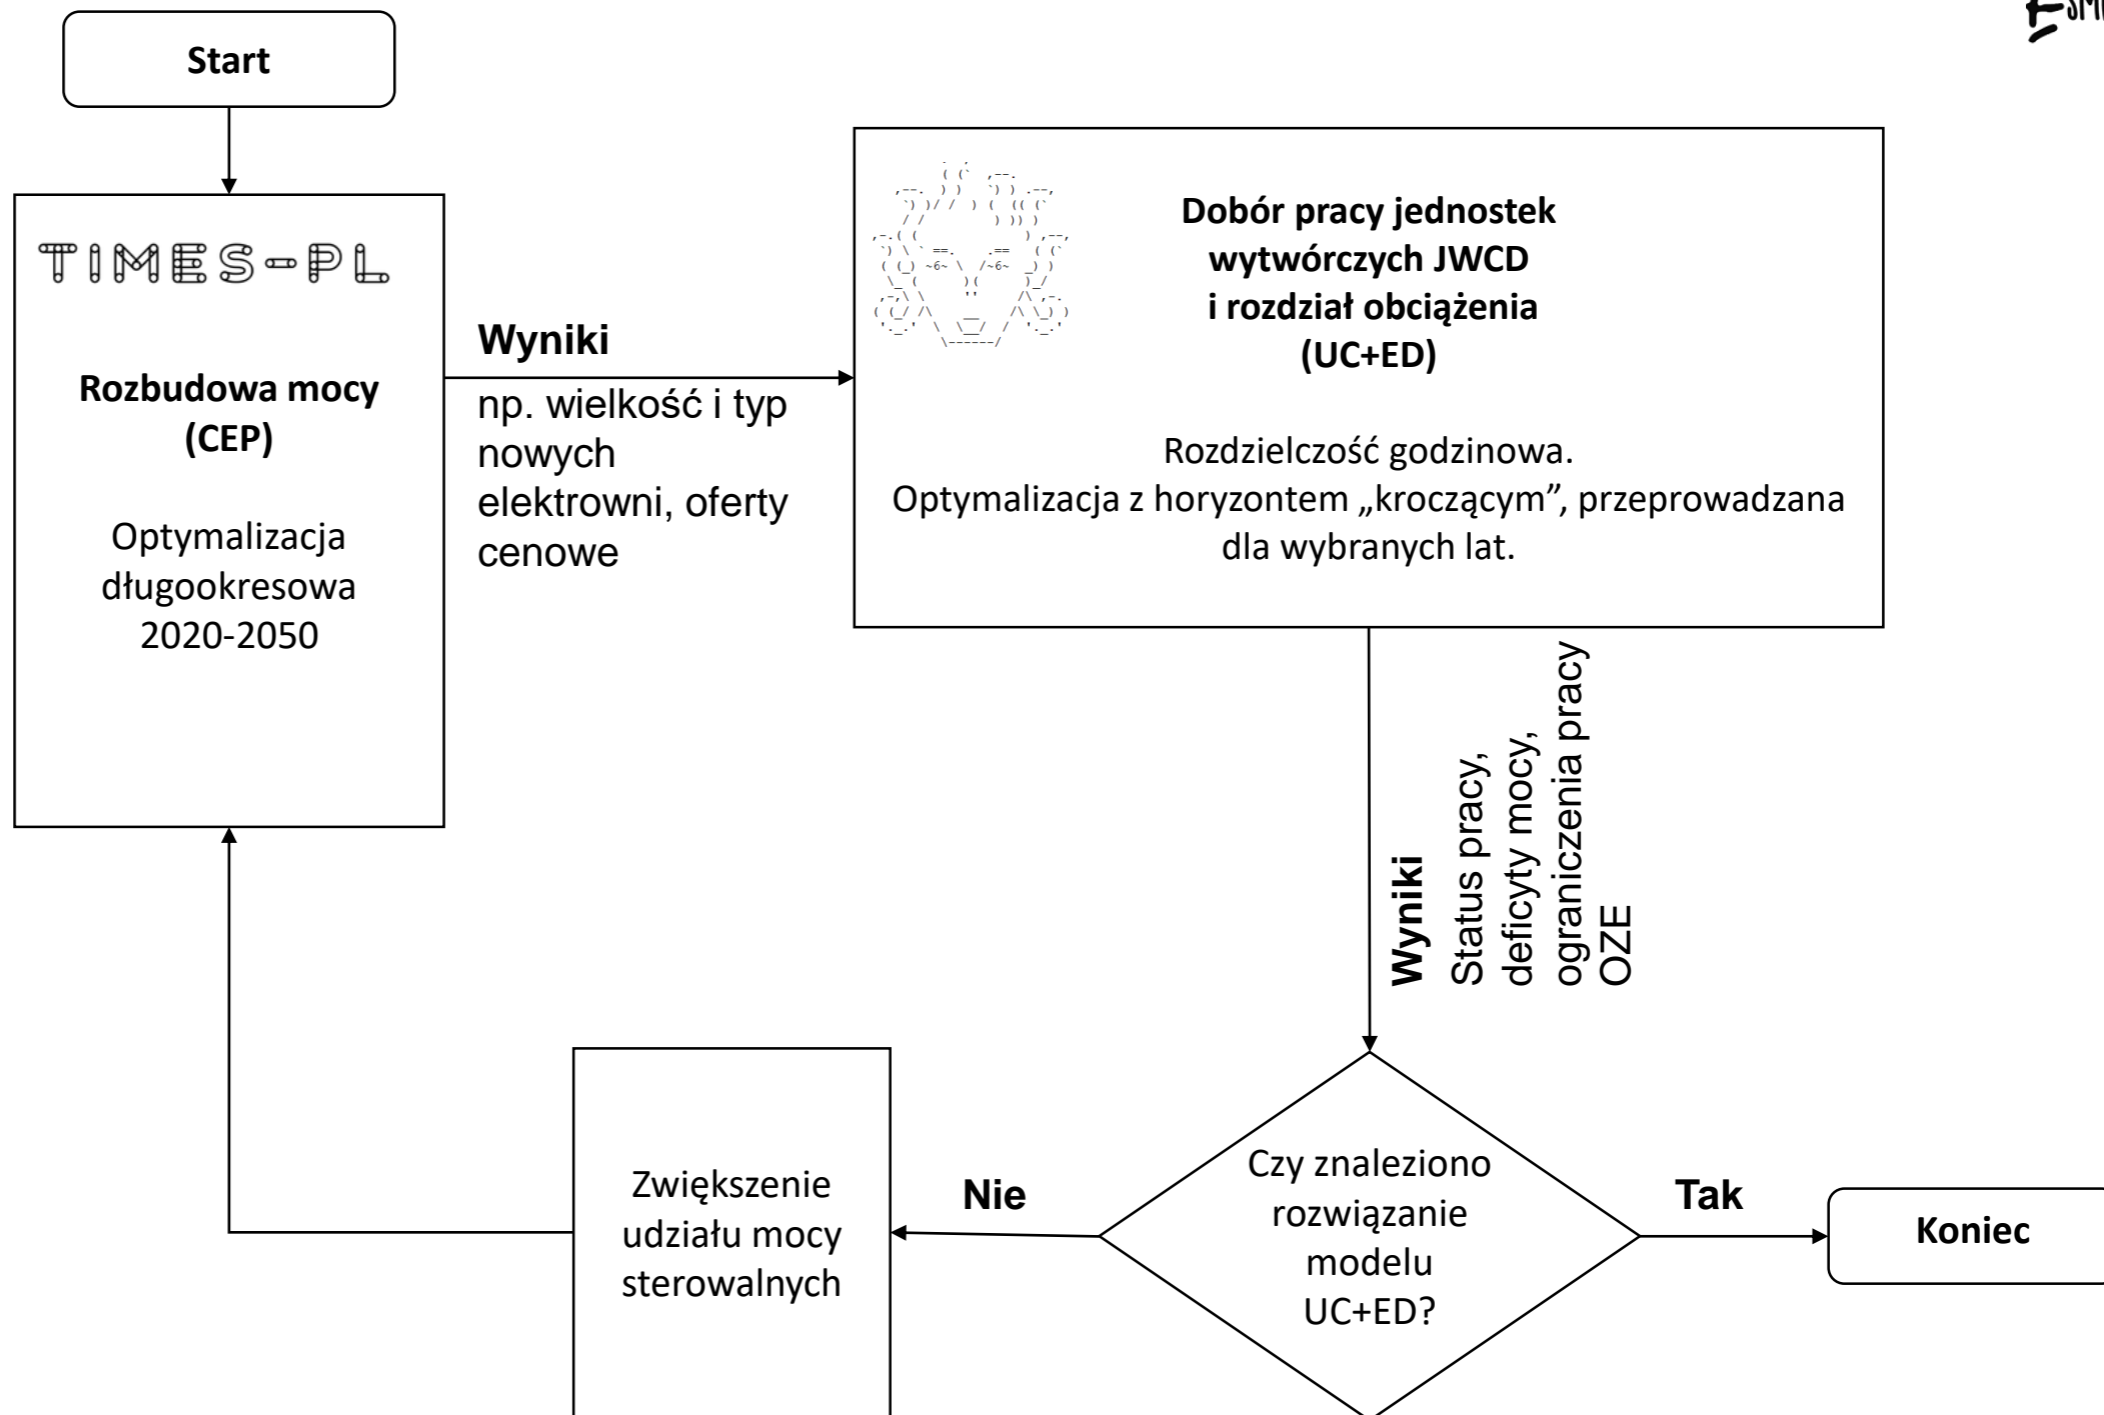 Start
TIMES-PL
Rozbudowa mocy
(CEP)
Optymalizacja
długookresowa
2020-2050
Wyniki
np. wielkość i typ
nowych
elektrowni, oferty
cenowe
Dobór pracy jednostek
wytwórczych JWCD
i rozdział obciążenia
(UC+ED)
Rozdzielczość godzinowa.
Optymalizacja z horyzontem „kroczącym”, przeprowadzana
dla wybranych lat.
Wyniki
Status pracy,
deficyty mocy,
ograniczenia pracy
OZE
Czy znaleziono
rozwiązanie
modelu
UC+ED?
Nie
Tak
Zwiększenie
udziału mocy
sterowalnych
Koniec